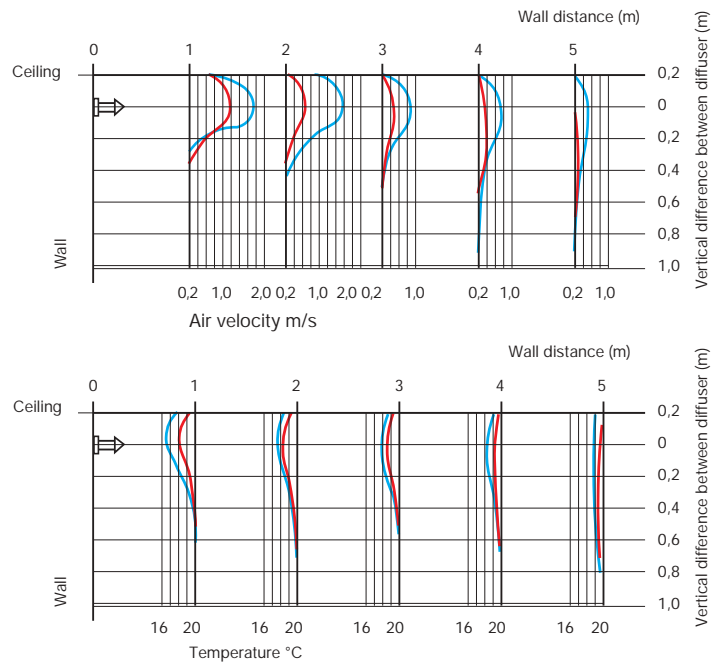 Wall distance (m)
0 1 2 3 4 5
Ceiling
0,2
0
0,2
0,4
0,6
0,8
1,0
Wall
Vertical difference between diffuser (m)
0,2 1,0 2,0 0,2 1,0 2,0 0,2 1,0 0,2 1,0 0,2 1,0
Air velocity m/s
Wall distance (m)
0 1 2 3 4 5
Ceiling
0,2
0
0,2
0,4
0,6
0,8
1,0
Wall
Vertical difference between diffuser (m)
16 20 16 20 16 20 16 20 16 20
Temperature °C